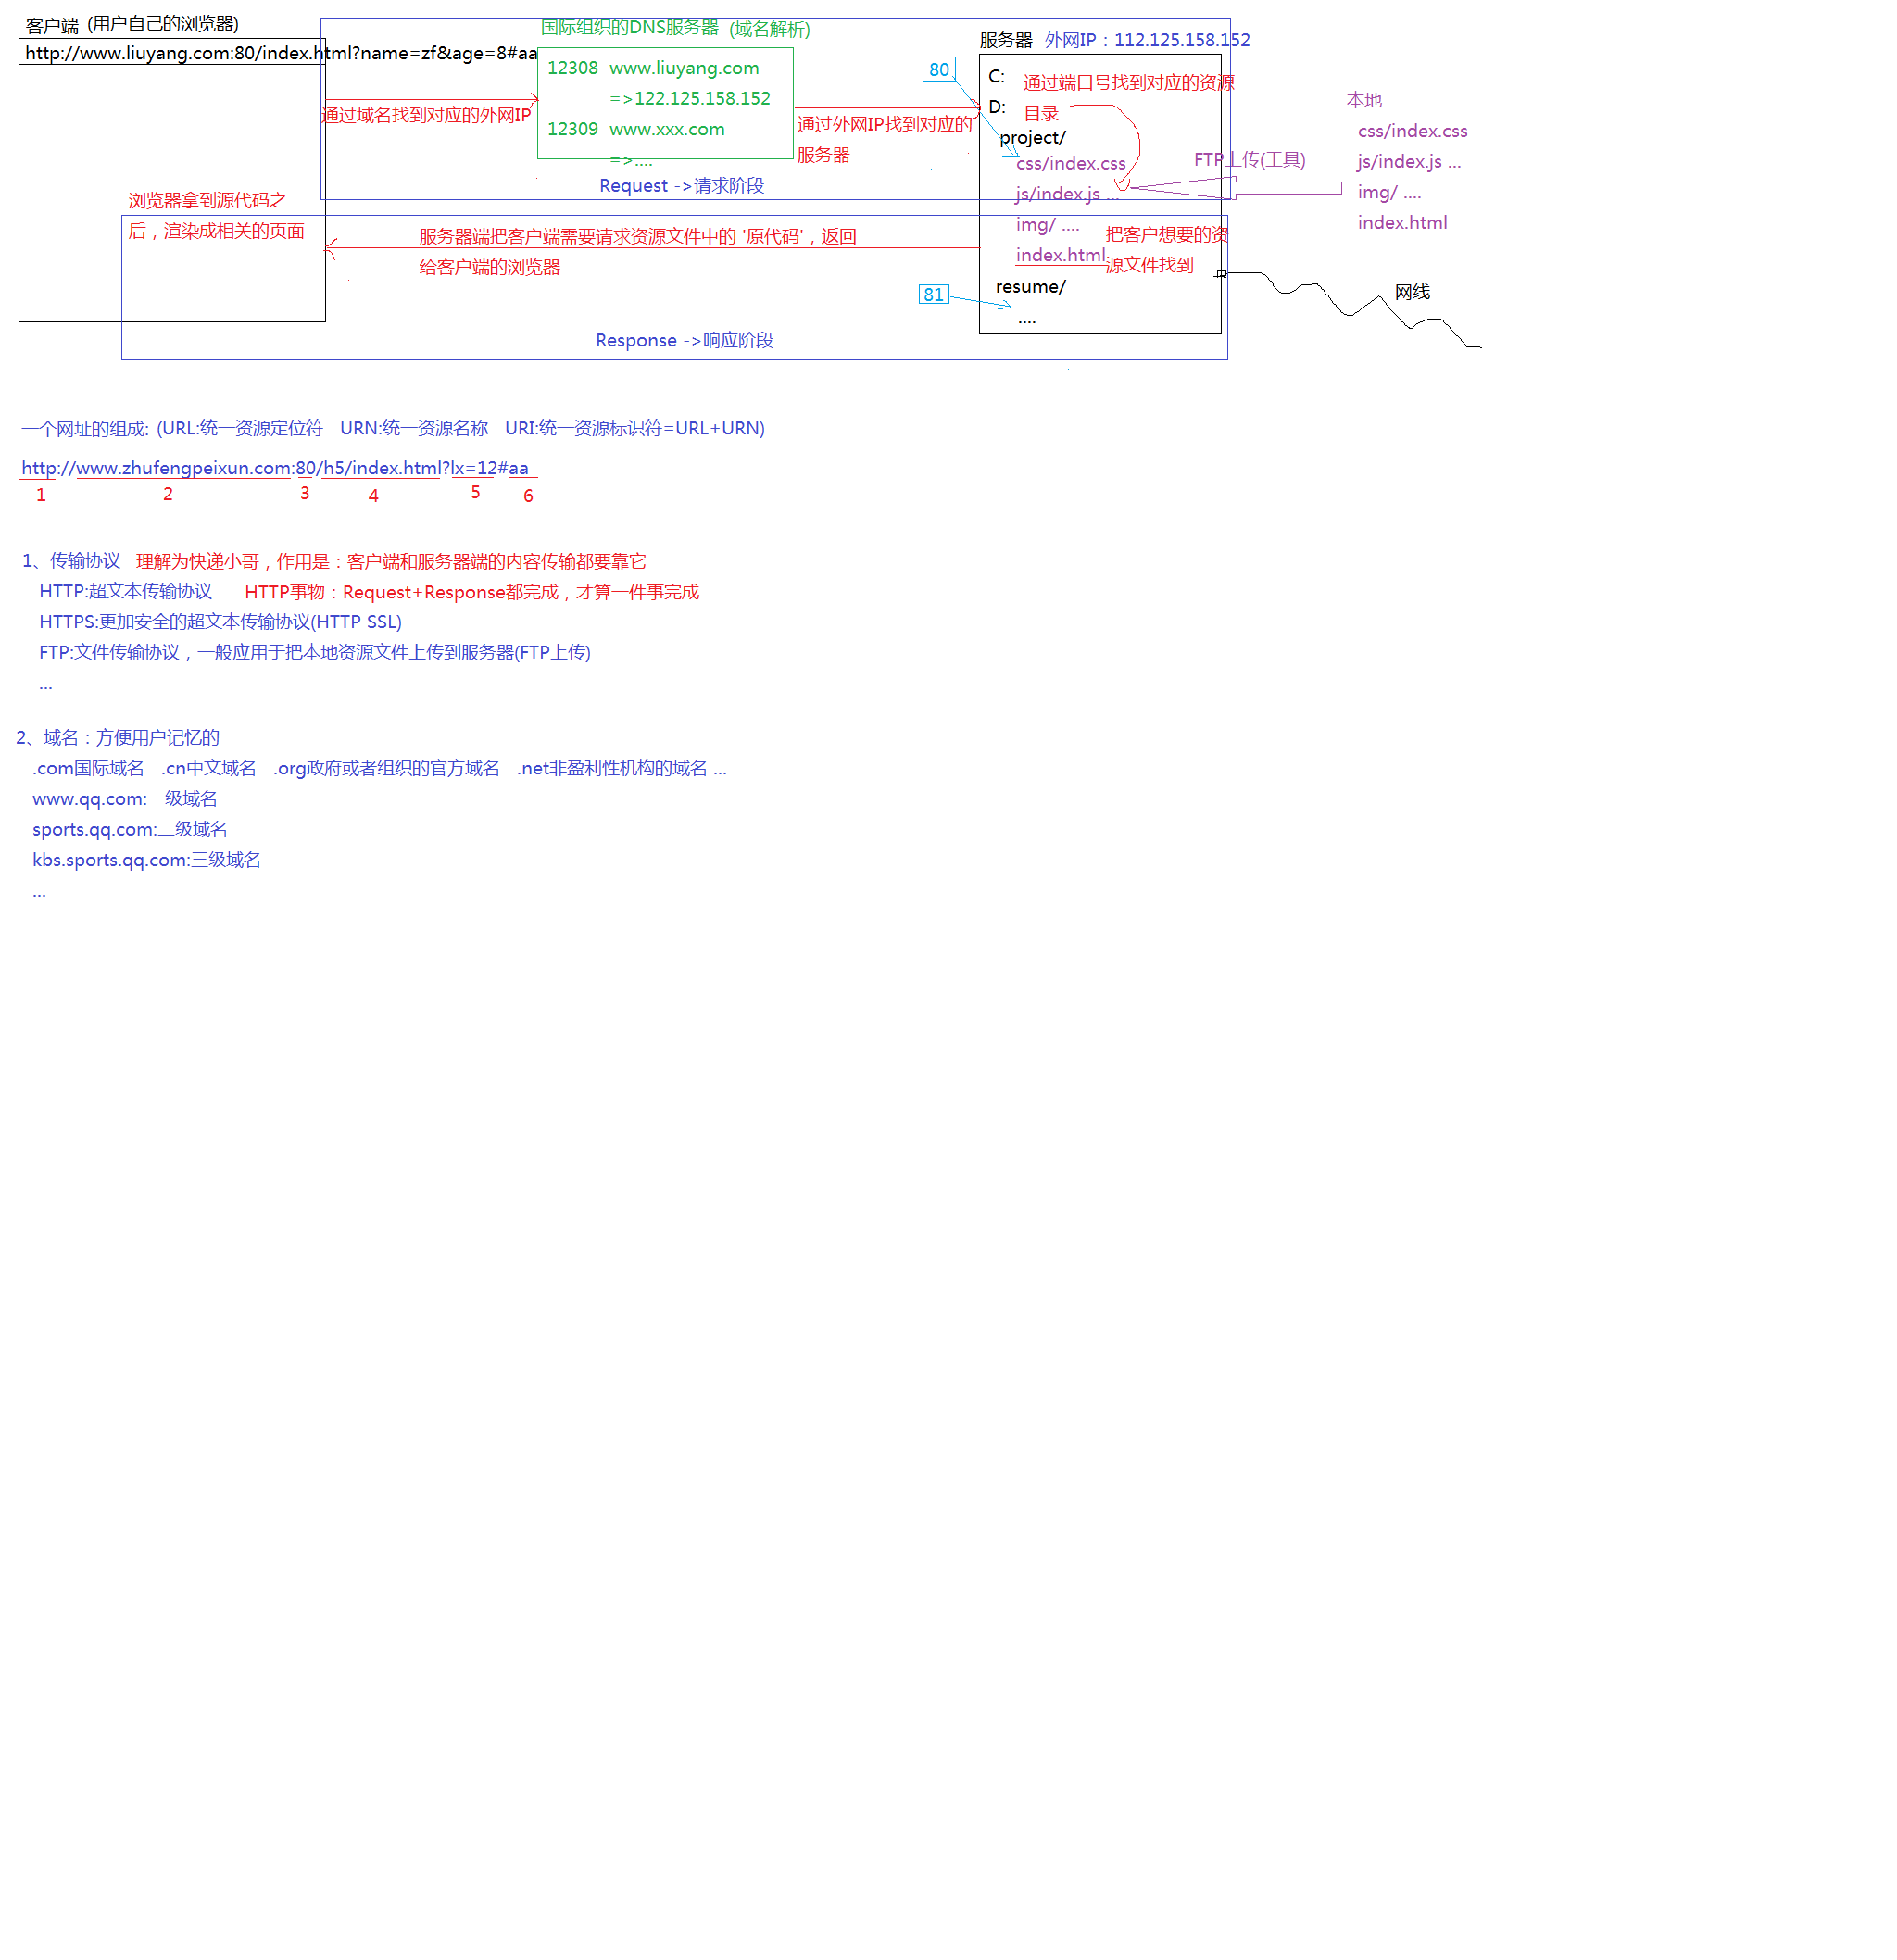 客户端 (用户自己的浏览器)
http://www.liuyang.com:80/index.html?name=zf&age=8#aa
通过域名找到对应的外网IP
国际组织的DNS服务器 (域名解析)
12308 www.liuyang.com
=>122.125.158.152
12309 www.xxx.com
=>....
Request ->请求阶段
通过外网IP找到对应的
服务器
服务器 外网IP：112.125.158.152
80
C:
通过端口号找到对应的资源
D:
目录
project/
css/index.css
js/index.js ...
img/ ....
index.html
把客户想要的资
源文件找到
81
resume/
....
FTP上传(工具)
本地
css/index.css
js/index.js ...
img/ ....
index.html
网线
浏览器拿到源代码之
后，渲染成相关的页面
服务器端把客户端需要请求资源文件中的 '原代码'，返回
给客户端的浏览器
Response ->响应阶段
一个网址的组成: (URL:统一资源定位符 URN:统一资源名称 URI:统一资源标识符=URL+URN)
http://www.zhufengpeixun.com:80/h5/index.html?lx=12#aa
1 2 3 4 5 6
1、传输协议 理解为快递小哥，作用是：客户端和服务器端的内容传输都要靠它
HTTP:超文本传输协议 HTTP事物：Request+Response都完成，才算一件事完成
HTTPS:更加安全的超文本传输协议(HTTP SSL)
FTP:文件传输协议，一般应用于把本地资源文件上传到服务器(FTP上传)
...
2、域名：方便用户记忆的
.com国际域名 .cn中文域名 .org政府或者组织的官方域名 .net非盈利性机构的域名 ...
www.qq.com:一级域名
sports.qq.com:二级域名
kbs.sports.qq.com:三级域名
...